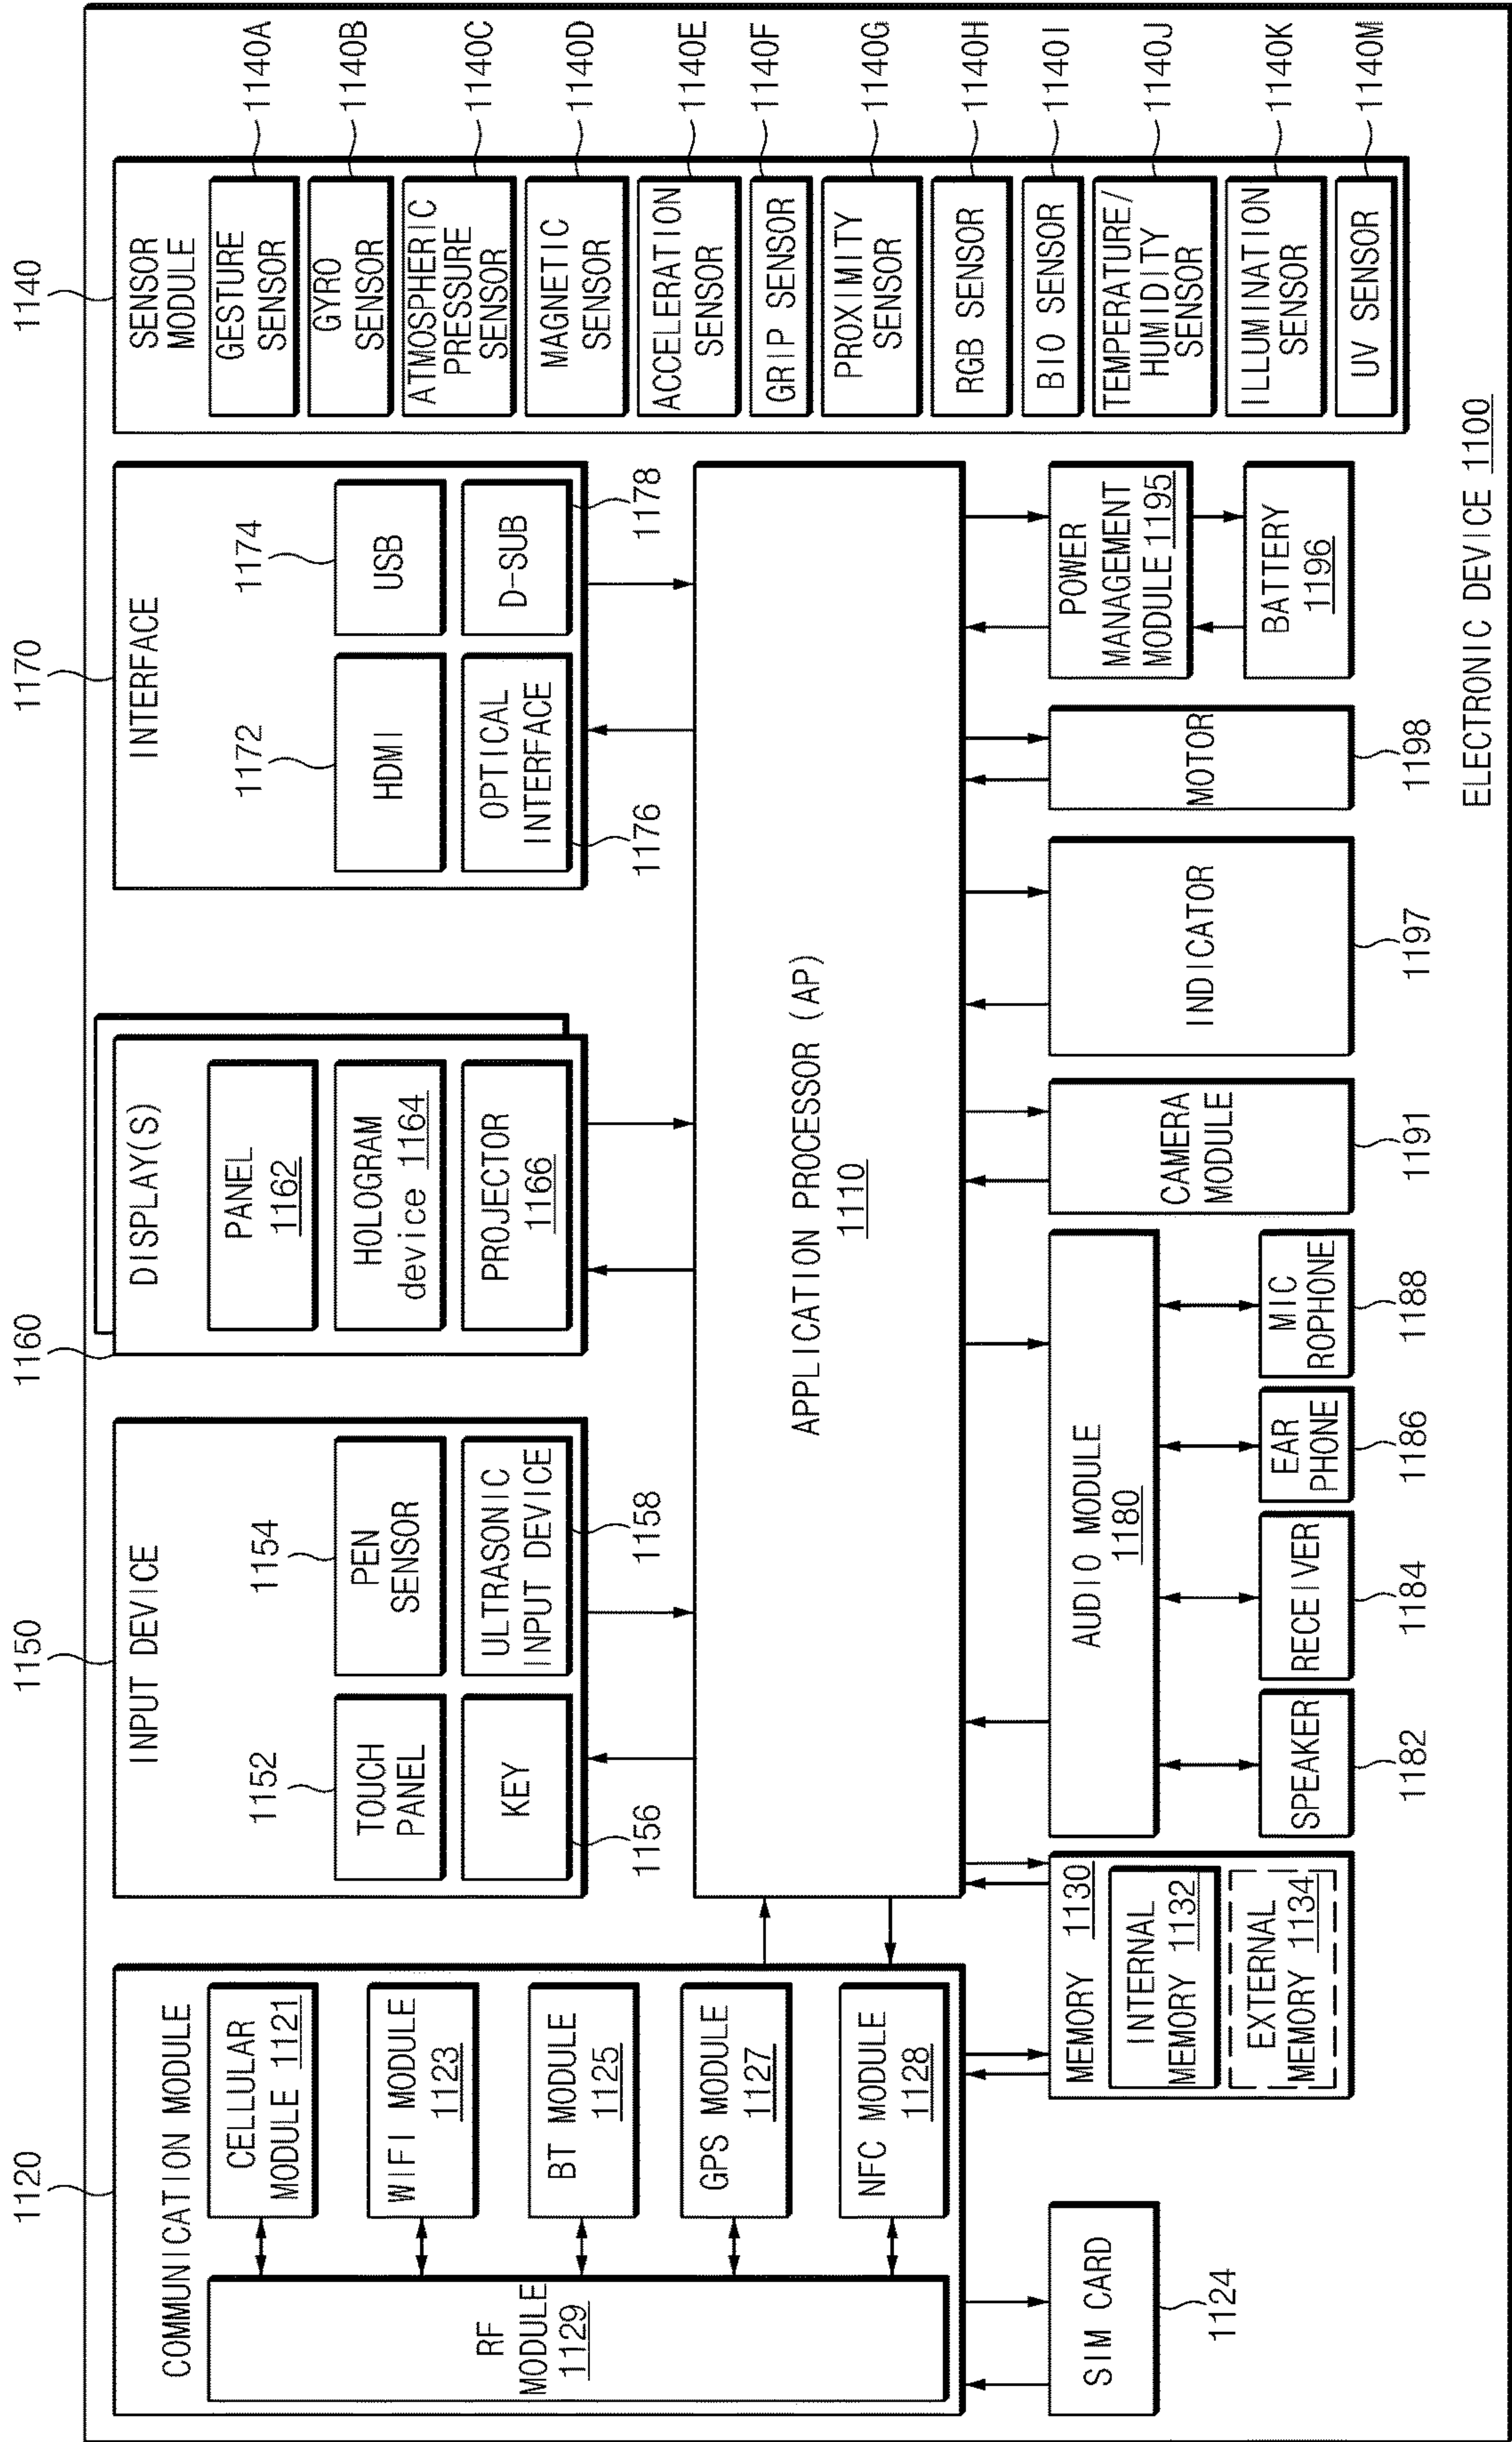 1120
COMMUNICATION MODULE
RF
MODULE
1129
CELLULAR
MODULE 1121
WIFI MODULE
1123
BT MODULE
1125
GPS MODULE
1127
NFC MODULE
1128
SIM CARD
1124
1150
INPUT DEVICE
1152
TOUCH
PANEL
1154
PEN
SENSOR
KEY
1156
ULTRASONIC
INPUT DEVICE
1158
1160
DISPLAY(S)
PANEL
1162
HOLOGRAM
device 1164
PROJECTOR
1166
1170
INTERFACE
1172
HDMI
1174
USB
OPTICAL
INTERFACE
1176
D-SUB
1178
1140
SENSOR
MODULE
GESTURE
SENSOR
1140A
GYRO
SENSOR
1140B
ATMOSPHERIC
PRESSURE
SENSOR
1140C
MAGNETIC
SENSOR
1140D
ACCELERATION
SENSOR
1140E
GRIP SENSOR
1140F
PROXIMITY
SENSOR
1140G
RGB SENSOR
1140H
BIO SENSOR
1140I
TEMPERATURE/
HUMIDITY
SENSOR
1140J
ILLUMINATION
SENSOR
1140K
UV SENSOR
1140M
APPLICATION PROCESSOR (AP)
1110
MEMORY 1130
INTERNAL
MEMORY 1132
EXTERNAL
MEMORY 1134
AUDIO MODULE
1180
SPEAKER
1182
RECEIVER
1184
EAR
PHONE
1186
MIC
ROPHONE
1188
CAMERA
MODULE
1191
INDICATOR
1197
MOTOR
1198
POWER
MANAGEMENT
MODULE 1195
BATTERY
1196
ELECTRONIC DEVICE 1100